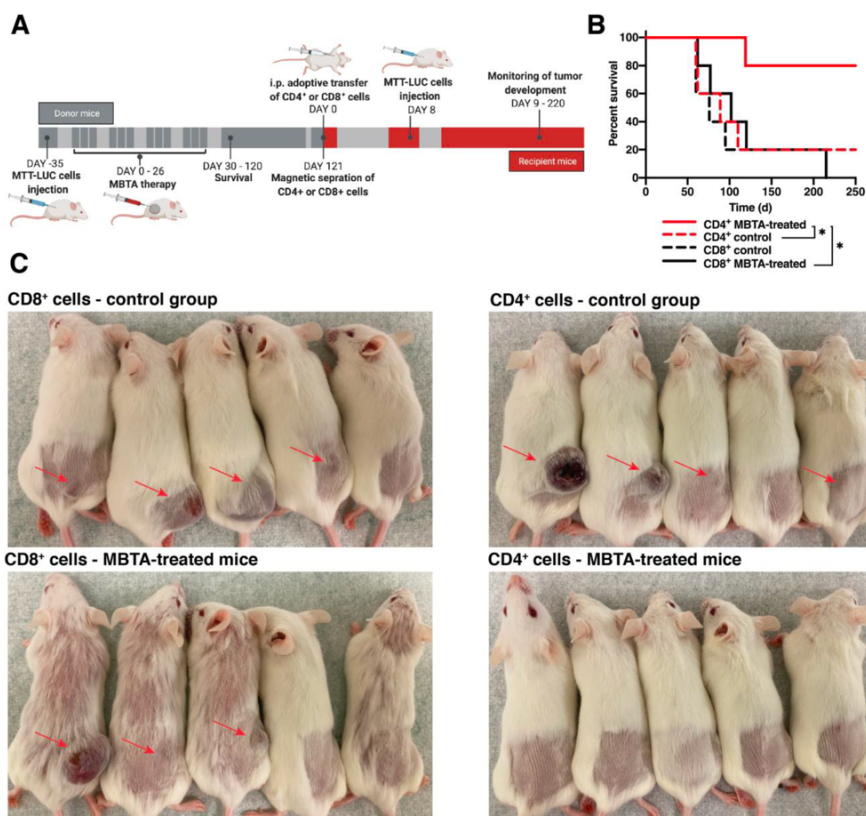 A
i.p. adoptive transfer
of CD4⁺ or CD8⁺ cells
DAY 0
MTT-LUC cells
injection
DAY 8
Monitoring of tumor
development
DAY 9 - 220
Donor mice
DAY -35
MTT-LUC cells
injection
DAY 0 - 26
MBTA therapy
DAY 30 - 120
Survival
DAY 121
Magnetic sepration of
CD4+ or CD8+ cells
Recipient mice
B
Percent survival
100
80
60
40
20
0
0
50
100
150
200
250
Time (d)
CD4⁺ MBTA-treated
CD4⁺ control
CD8⁺ control
CD8⁺ MBTA-treated
*
*
C
CD8⁺ cells - control group
CD4⁺ cells - control group
CD8⁺ cells - MBTA-treated mice
CD4⁺ cells - MBTA-treated mice